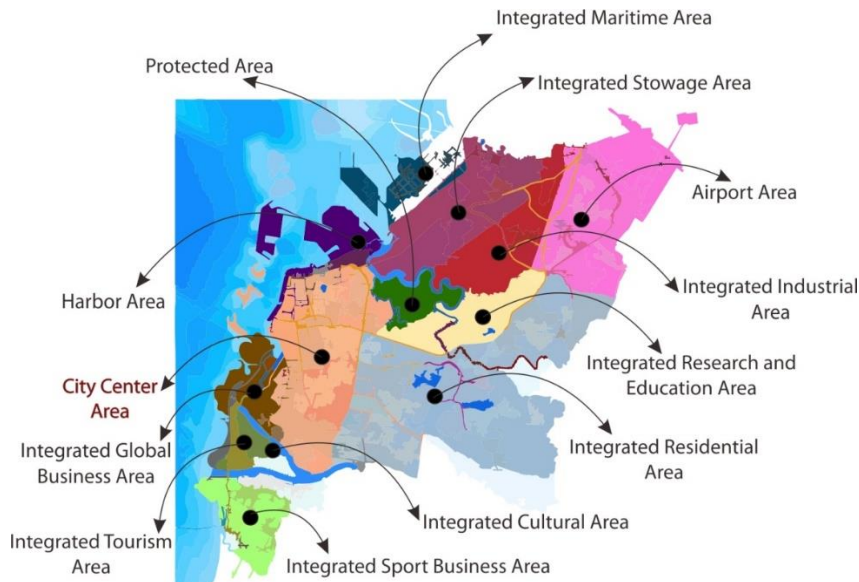 Integrated Maritime Area
Protected Area
Integrated Stowage Area
Airport Area
Harbor Area
Integrated Industrial
Area
Integrated Research and
Education Area
City Center
Area
Integrated Global
Business Area
Integrated Residential
Area
Integrated Cultural Area
Integrated Tourism
Area
Integrated Sport Business Area